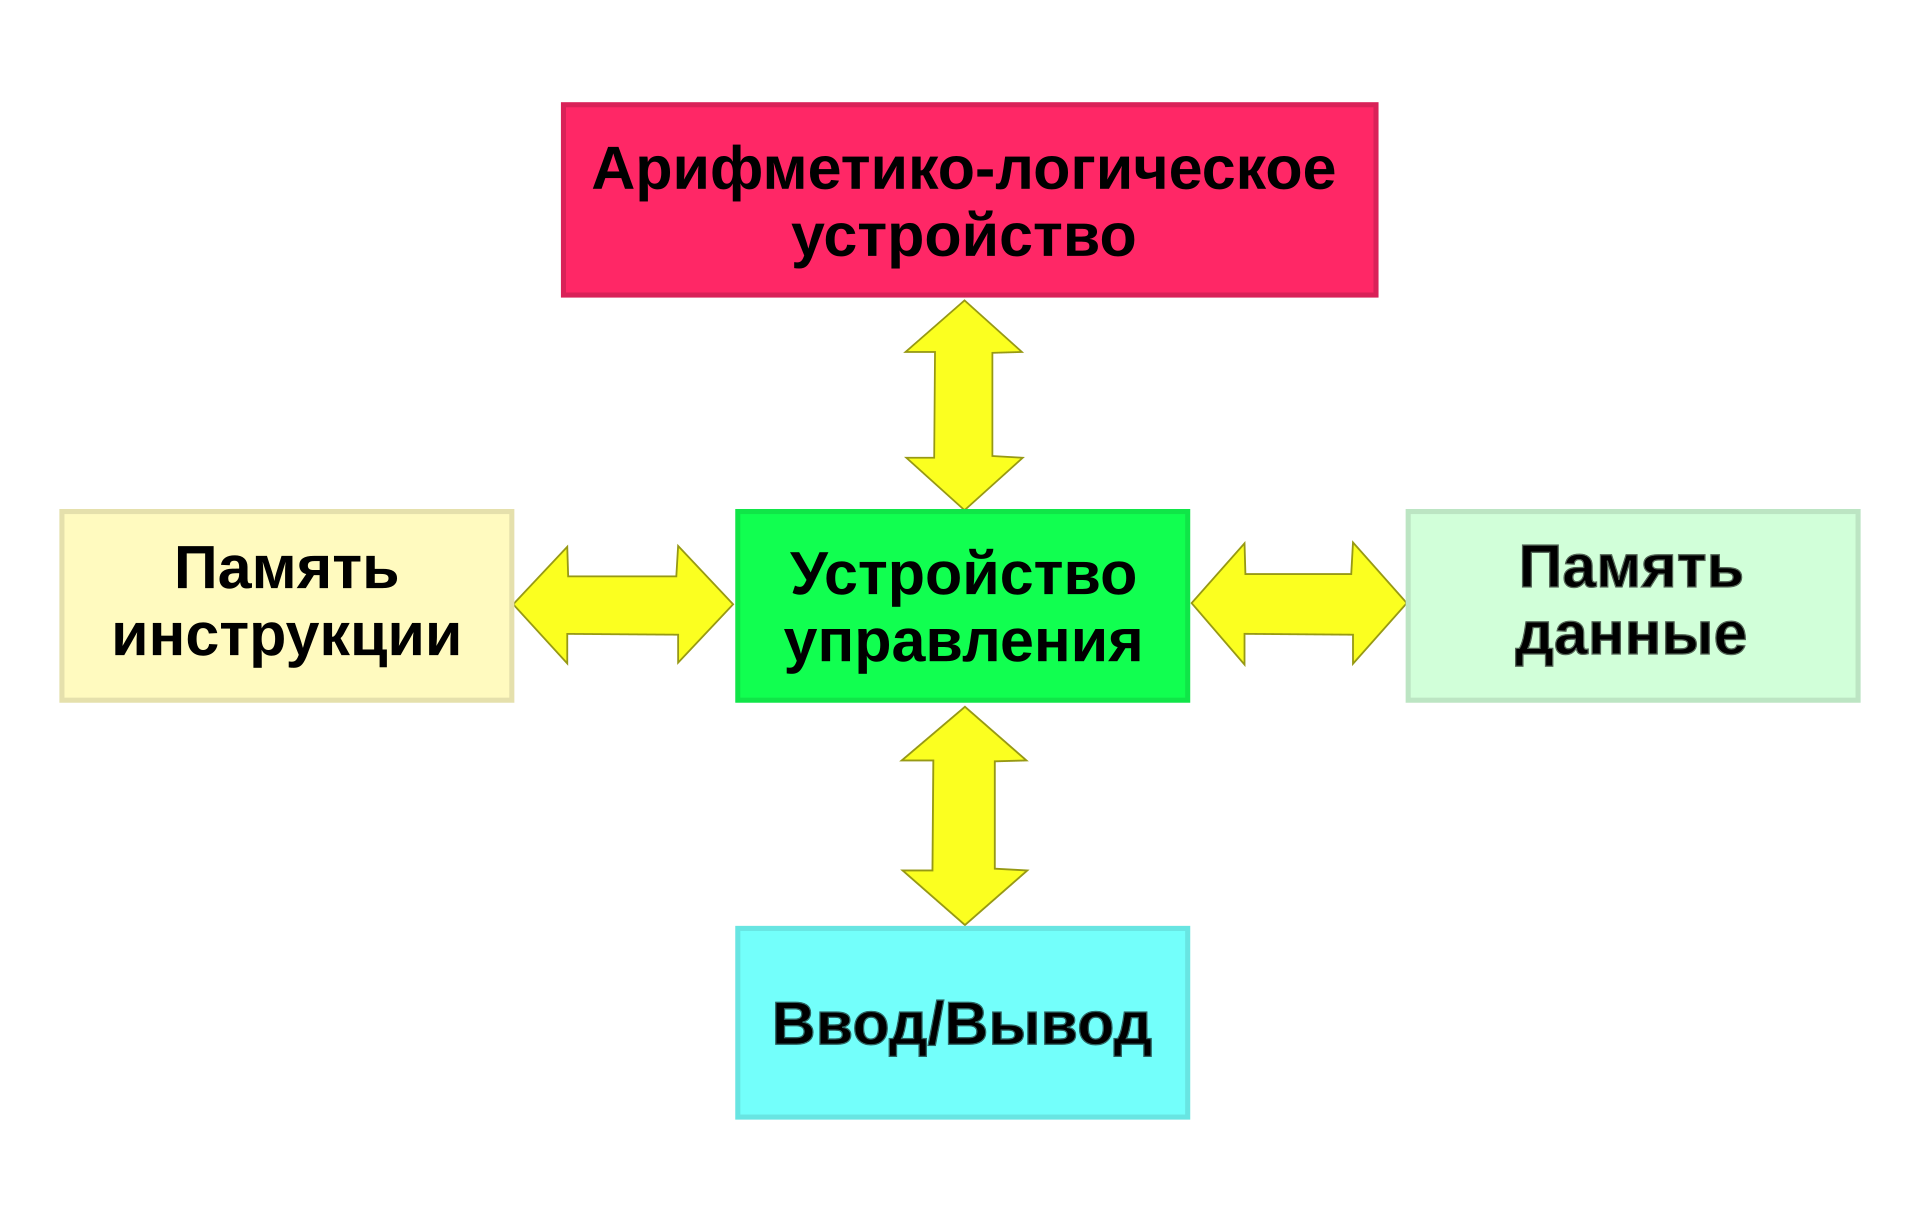 Арифметико-логическое
устройство
Память
инструкции
Устройство
управления
Память
данные
Ввод/Вывод